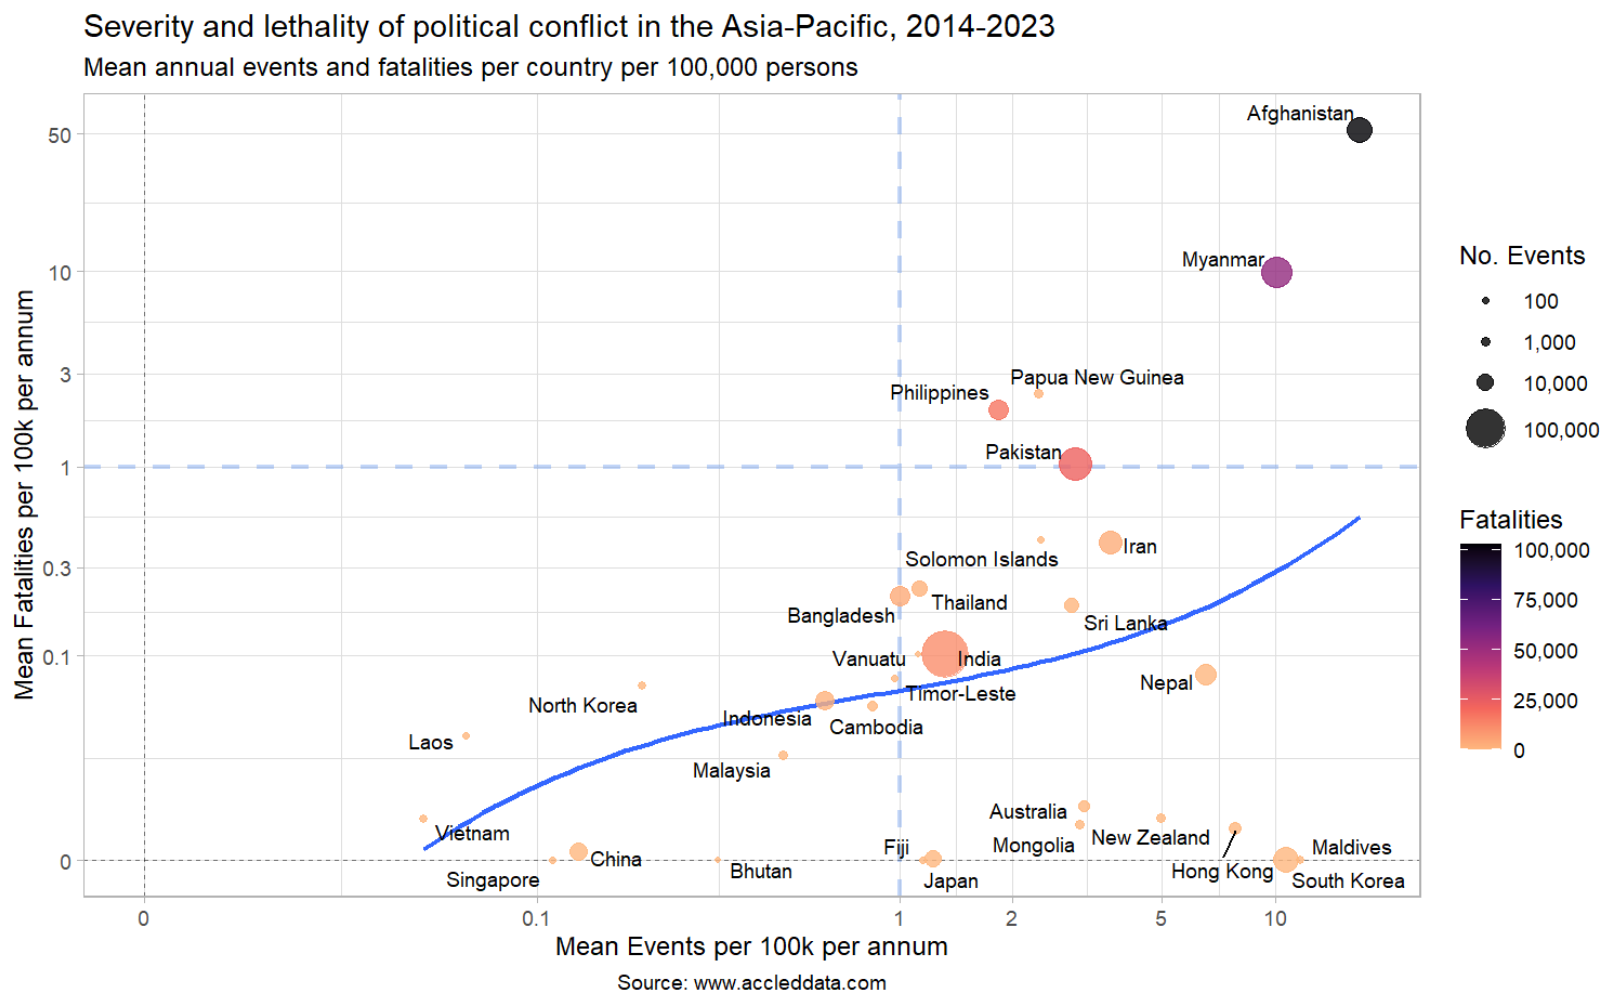 Severity and lethality of political conflict in the Asia-Pacific, 2014-2023
Mean annual events and fatalities per country per 100,000 persons
Mean Fatalities per 100k per annum
50
10
3
1
0.3
0.1
0
Afghanistan
Myanmar
Papua New Guinea
Philippines
Pakistan
Iran
Solomon Islands
Thailand
Bangladesh
Sri Lanka
Vanuatu
India
Nepal
Timor-Leste
North Korea
Indonesia
Cambodia
Laos
Malaysia
Australia
Vietnam
New Zealand
Mongolia
Fiji
Maldives
China
Bhutan
Hong Kong
Singapore
Japan
South Korea
0
0.1
1
2
5
10
Mean Events per 100k per annum
Source: www.accleddata.com
No. Events
100
1,000
10,000
100,000
Fatalities
100,000
75,000
50,000
25,000
0